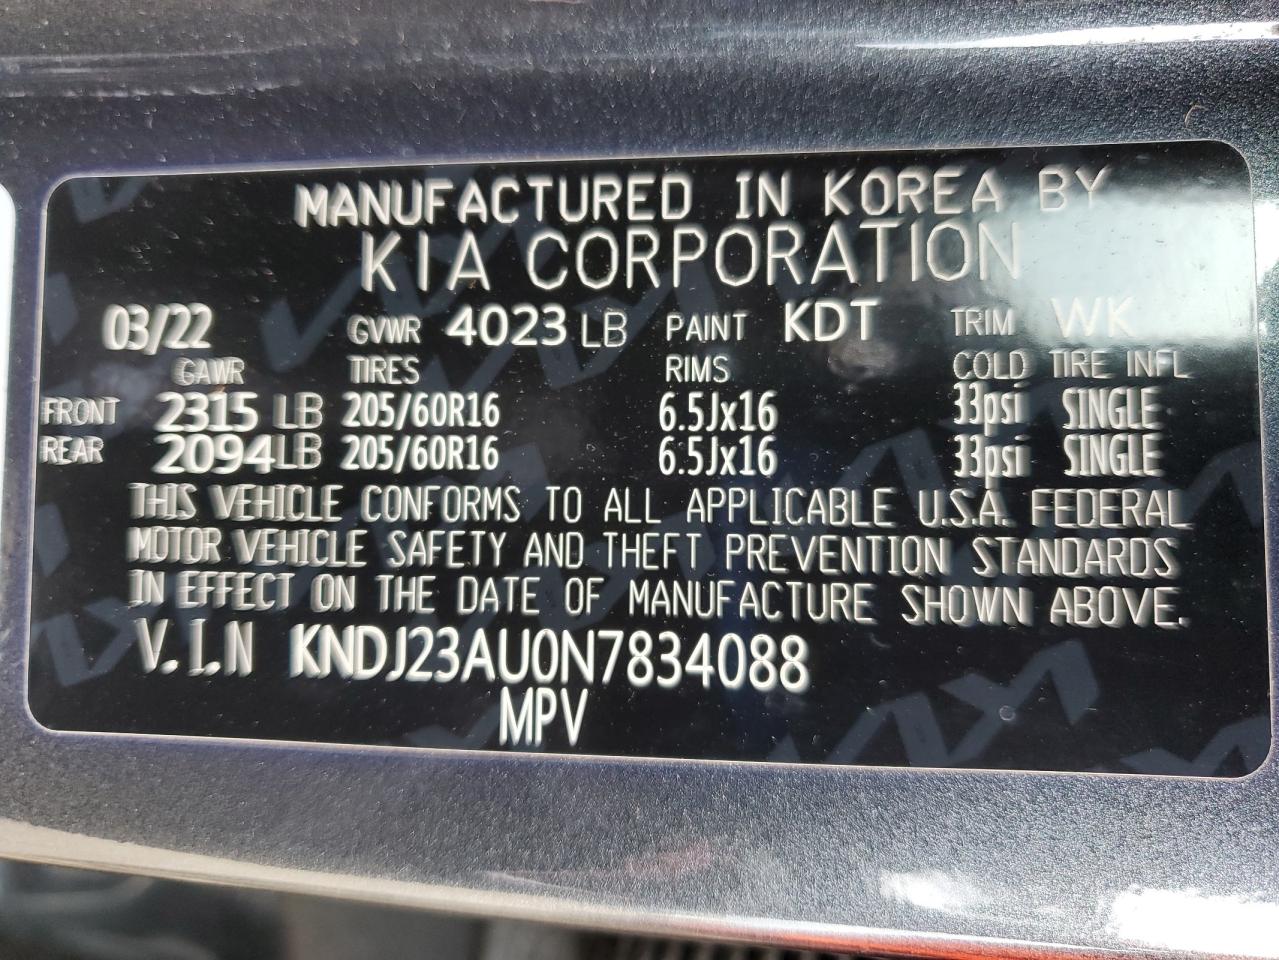 MANUFACTURED IN KOREA BY
KIA CORPORATION
03/22 GVWR 4023 LB PAINT KDT TRIM WK
GAWR TIRES RIMS COLD TIRE INFL
FRONT 2315 LB 205/60R16 6.5Jx16 33psi SINGLE
REAR 2094 LB 205/60R16 6.5Jx16 33psi SINGLE
THIS VEHICLE CONFORMS TO ALL APPLICABLE U.S.A. FEDERAL
MOTOR VEHICLE SAFETY AND THEFT PREVENTION STANDARDS
IN EFFECT ON THE DATE OF MANUFACTURE SHOWN ABOVE.
V.I.N KNDJ23AU0N7834088
MPV